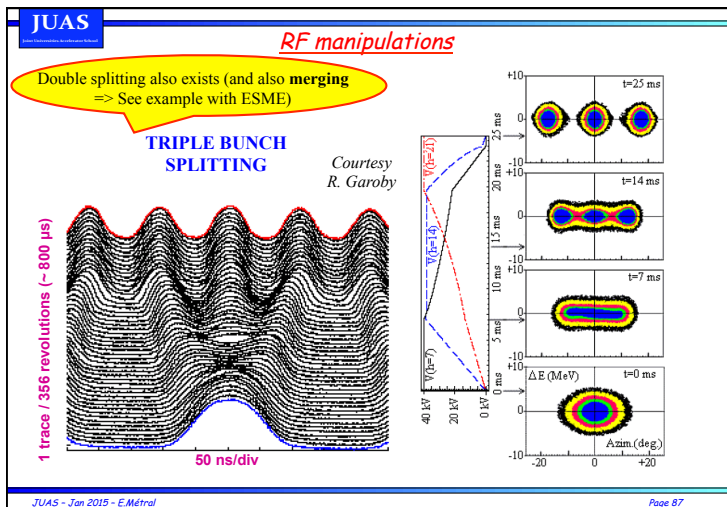 JUAS
Joint Universities Accelerator School
RF manipulations
Double splitting also exists (and also merging
=> See example with ESME)
TRIPLE BUNCH
SPLITTING
Courtesy
R. Garoby
1 trace / 356 revolutions (~ 800 µs)
50 ns/div
V(h=21)
V(h=14)
V(h=7)
25 ms
20 ms
15 ms
10 ms
5 ms
0 ms
40 kV
20 kV
0 kV
+10
t=25 ms
0
-10
+10
t=14 ms
0
-10
+10
t=7 ms
0
-10
+10
ΔE (MeV)
t=0 ms
0
Azim.(deg.)
-10
-20
0
+20
JUAS – Jan 2015 – E.Métral
Page 87